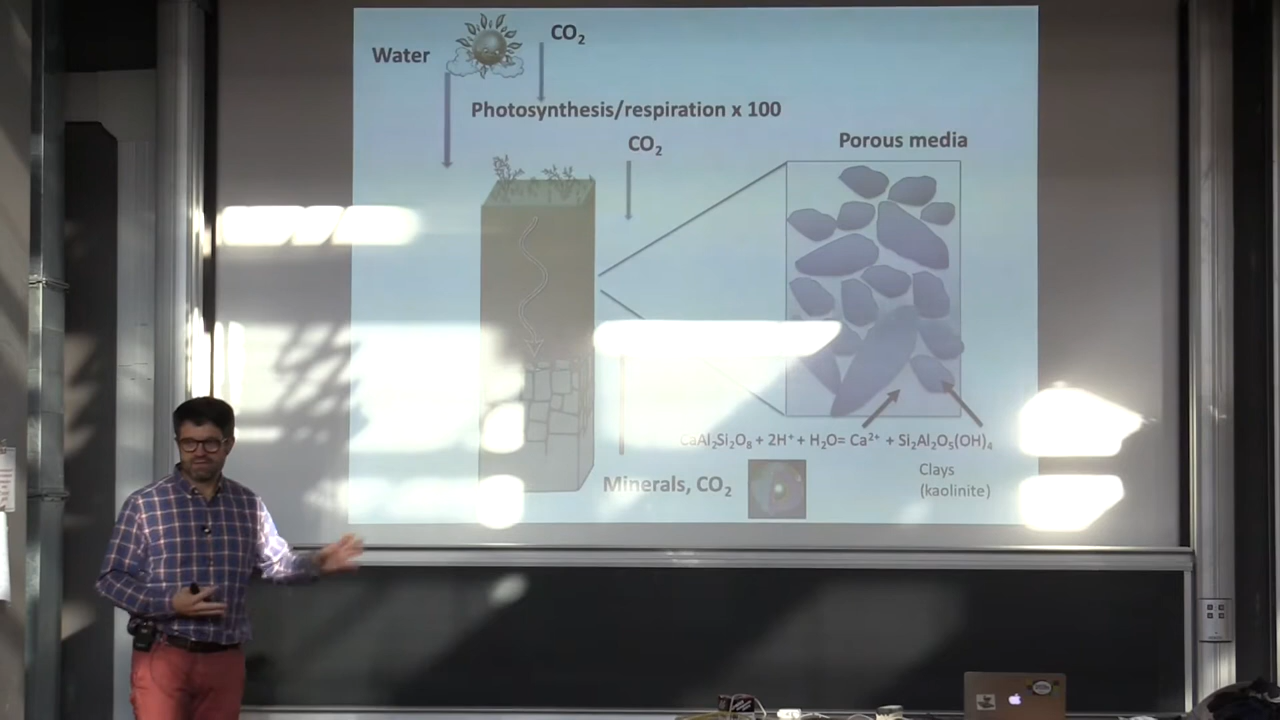 Water
CO₂
Photosynthesis/respiration x 100
CO₂
Porous media
CaAl₂Si₂O₈ + 2H⁺ + H₂O= Ca²⁺ + Si₂Al₂O₅(OH)₄
Minerals, CO₂
Clays
(kaolinite)